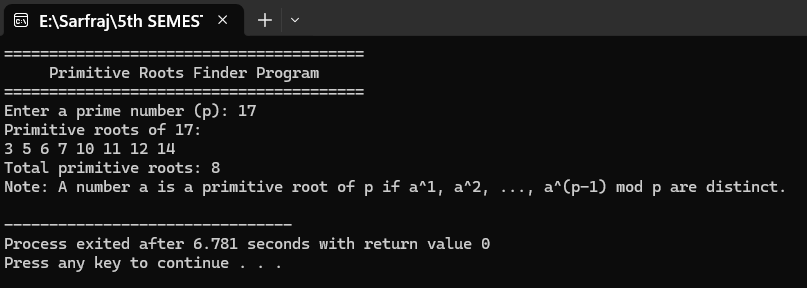 E:\Sarfraj\5th SEMES
========================================
Primitive Roots Finder Program
========================================
Enter a prime number (p): 17
Primitive roots of 17:
3 5 6 7 10 11 12 14
Total primitive roots: 8
Note: A number a is a primitive root of p if a^1, a^2, ..., a^(p-1) mod p are distinct.
--------------------------------
Process exited after 6.781 seconds with return value 0
Press any key to continue . . .